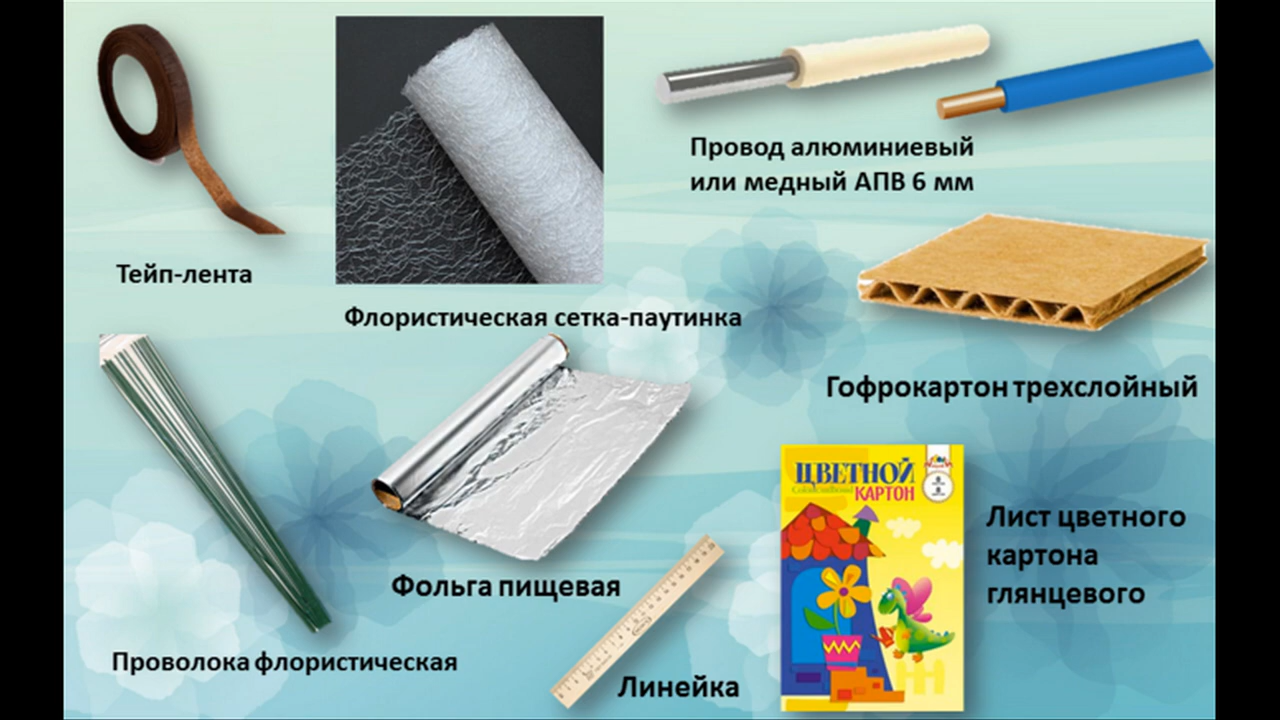 Тейп-лента
Флористическая сетка-паутинка
Провод алюминиевый
или медный АПВ 6 мм
Гофрокартон трехслойный
Проволока флористическая
Фольга пищевая
Линейка
ЦВЕТНОЙ
КАРТОН
Лист цветного
картона
глянцевого